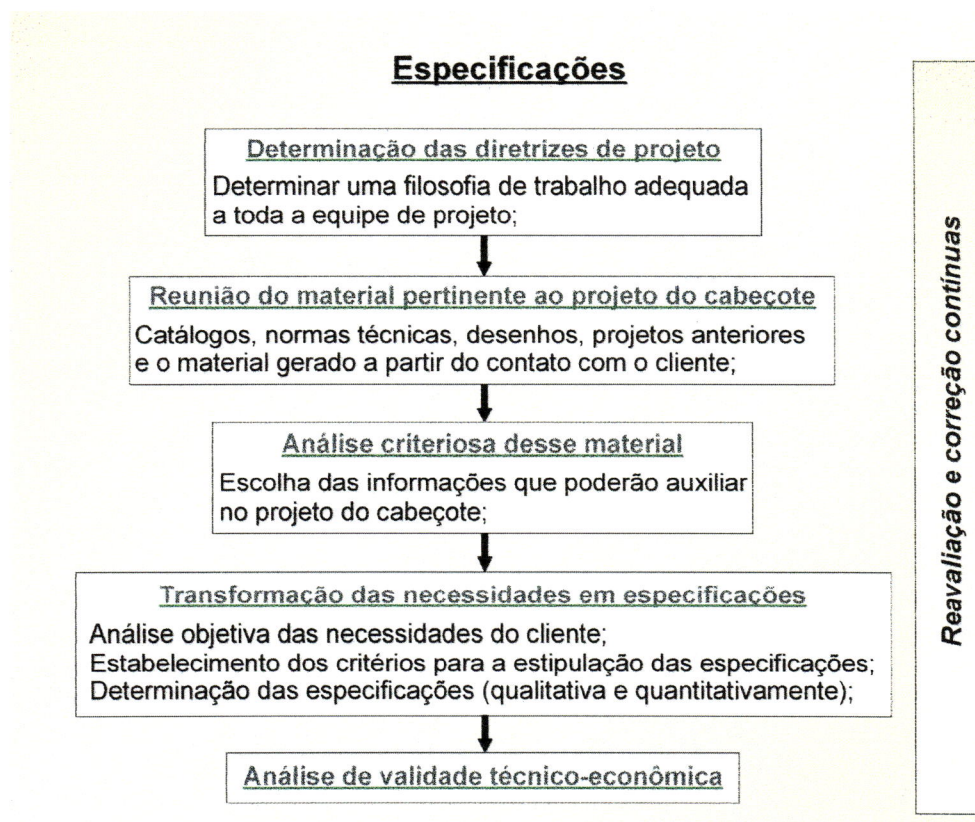 Especificações
Determinação das diretrizes de projeto
Determinar uma filosofia de trabalho adequada
a toda a equipe de projeto;
Reunião do material pertinente ao projeto do cabeçote
Catálogos, normas técnicas, desenhos, projetos anteriores
e o material gerado a partir do contato com o cliente;
Análise criteriosa desse material
Escolha das informações que poderão auxiliar
no projeto do cabeçote;
Transformação das necessidades em especificações
Análise objetiva das necessidades do cliente;
Estabelecimento dos critérios para a estipulação das especificações;
Determinação das especificações (qualitativa e quantitativamente);
Análise de validade técnico-econômica
Reavaliação e correção contínuas